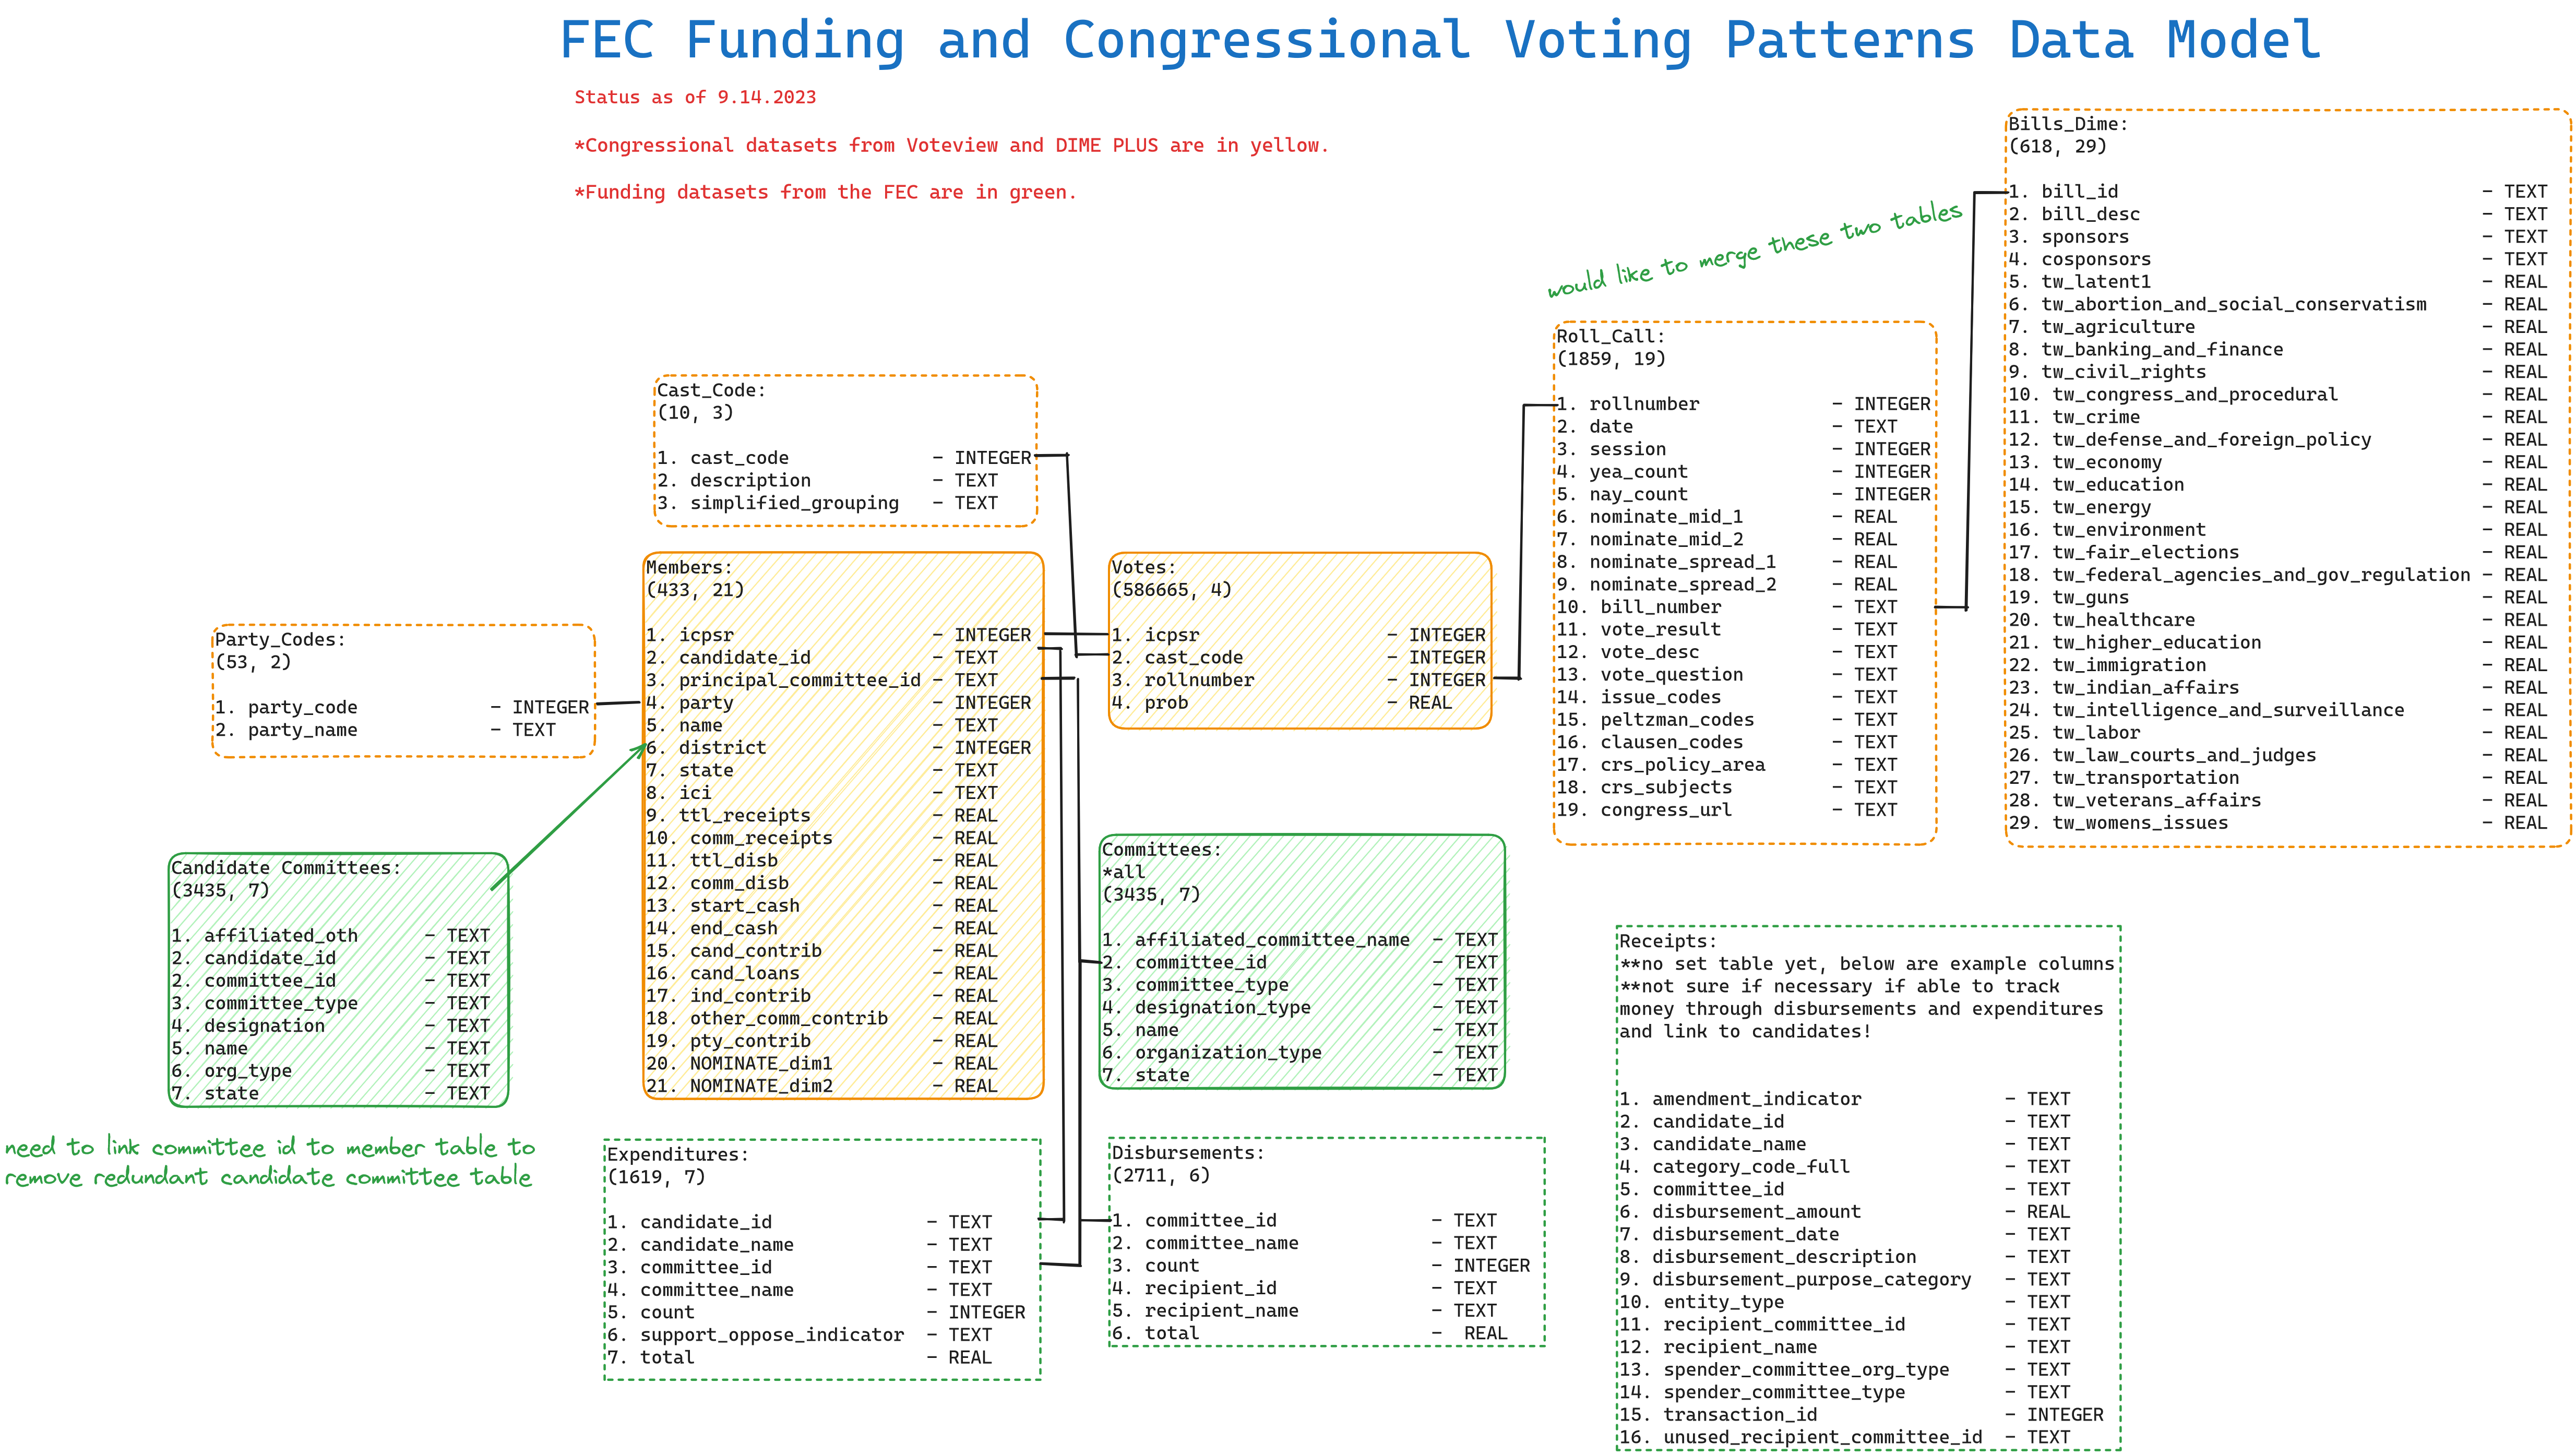 FEC Funding and Congressional Voting Patterns Data Model
Status as of 9.14.2023
*Congressional datasets from Voteview and DIME PLUS are in yellow.
*Funding datasets from the FEC are in green.
would like to merge these two tables
Bills_Dime:
(618, 29)
1. bill_id - TEXT
2. bill_desc - TEXT
3. sponsors - TEXT
4. cosponsors - TEXT
5. tw_latent1 - REAL
6. tw_abortion_and_social_conservatism - REAL
7. tw_agriculture - REAL
8. tw_banking_and_finance - REAL
9. tw_civil_rights - REAL
10. tw_congress_and_procedural - REAL
11. tw_crime - REAL
12. tw_defense_and_foreign_policy - REAL
13. tw_economy - REAL
14. tw_education - REAL
15. tw_energy - REAL
16. tw_environment - REAL
17. tw_fair_elections - REAL
18. tw_federal_agencies_and_gov_regulation - REAL
19. tw_guns - REAL
20. tw_healthcare - REAL
21. tw_higher_education - REAL
22. tw_immigration - REAL
23. tw_indian_affairs - REAL
24. tw_intelligence_and_surveillance - REAL
25. tw_labor - REAL
26. tw_law_courts_and_judges - REAL
27. tw_transportation - REAL
28. tw_veterans_affairs - REAL
29. tw_womens_issues - REAL
Roll_Call:
(1859, 19)
1. rollnumber - INTEGER
2. date - TEXT
3. session - INTEGER
4. yea_count - INTEGER
5. nay_count - INTEGER
6. nominate_mid_1 - REAL
7. nominate_mid_2 - REAL
8. nominate_spread_1 - REAL
9. nominate_spread_2 - REAL
10. bill_number - TEXT
11. vote_result - TEXT
12. vote_desc - TEXT
13. vote_question - TEXT
14. issue_codes - TEXT
15. peltzman_codes - TEXT
16. clausen_codes - TEXT
17. crs_policy_area - TEXT
18. crs_subjects - TEXT
19. congress_url - TEXT
Cast_Code:
(10, 3)
1. cast_code - INTEGER
2. description - TEXT
3. simplified_grouping - TEXT
Members:
(433, 21)
1. icpsr - INTEGER
2. candidate_id - TEXT
3. principal_committee_id - TEXT
4. party - INTEGER
5. name - TEXT
6. district - INTEGER
7. state - TEXT
8. ici - TEXT
9. ttl_receipts - REAL
10. comm_receipts - REAL
11. ttl_disb - REAL
12. comm_disb - REAL
13. start_cash - REAL
14. end_cash - REAL
15. cand_contrib - REAL
16. cand_loans - REAL
17. ind_contrib - REAL
18. other_comm_contrib - REAL
19. pty_contrib - REAL
20. NOMINATE_dim1 - REAL
21. NOMINATE_dim2 - REAL
Votes:
(586665, 4)
1. icpsr - INTEGER
2. cast_code - INTEGER
3. rollnumber - INTEGER
4. prob - REAL
Party_Codes:
(53, 2)
1. party_code - INTEGER
2. party_name - TEXT
Candidate Committees:
(3435, 7)
1. affiliated_oth - TEXT
2. candidate_id - TEXT
2. committee_id - TEXT
3. committee_type - TEXT
4. designation - TEXT
5. name - TEXT
6. org_type - TEXT
7. state - TEXT
need to link committee id to member table to
remove redundant candidate committee table
Committees:
*all
(3435, 7)
1. affiliated_committee_name - TEXT
2. committee_id - TEXT
3. committee_type - TEXT
4. designation_type - TEXT
5. name - TEXT
6. organization_type - TEXT
7. state - TEXT
Expenditures:
(1619, 7)
1. candidate_id - TEXT
2. candidate_name - TEXT
3. committee_id - TEXT
4. committee_name - TEXT
5. count - INTEGER
6. support_oppose_indicator - TEXT
7. total - REAL
Disbursements:
(2711, 6)
1. committee_id - TEXT
2. committee_name - TEXT
3. count - INTEGER
4. recipient_id - TEXT
5. recipient_name - TEXT
6. total - REAL
Receipts:
**no set table yet, below are example columns
**not sure if necessary if able to track
money through disbursements and expenditures
and link to candidates!
1. amendment_indicator - TEXT
2. candidate_id - TEXT
3. candidate_name - TEXT
4. category_code_full - TEXT
5. committee_id - TEXT
6. disbursement_amount - REAL
7. disbursement_date - TEXT
8. disbursement_description - TEXT
9. disbursement_purpose_category - TEXT
10. entity_type - TEXT
11. recipient_committee_id - TEXT
12. recipient_name - TEXT
13. spender_committee_org_type - TEXT
14. spender_committee_type - TEXT
15. transaction_id - INTEGER
16. unused_recipient_committee_id - TEXT